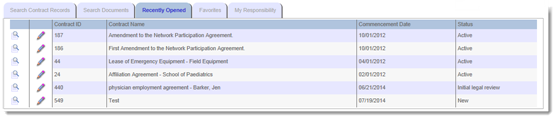 Search Contract Records Search Documents Recently Opened Favorites My Responsibility
Contract ID Contract Name Commencement Date Status
187 Amendment to the Network Participation Agreement. 10/01/2012 Active
186 First Amendment to the Network Participation Agreement. 10/01/2012 Active
44 Lease of Emergency Equipment - Field Equipment 04/01/2012 Active
24 Affiliation Agreement - School of Paediatrics 02/01/2012 Active
440 physician employment agreement - Barker, Jen 06/21/2014 Initial legal review
549 Test 07/19/2014 New